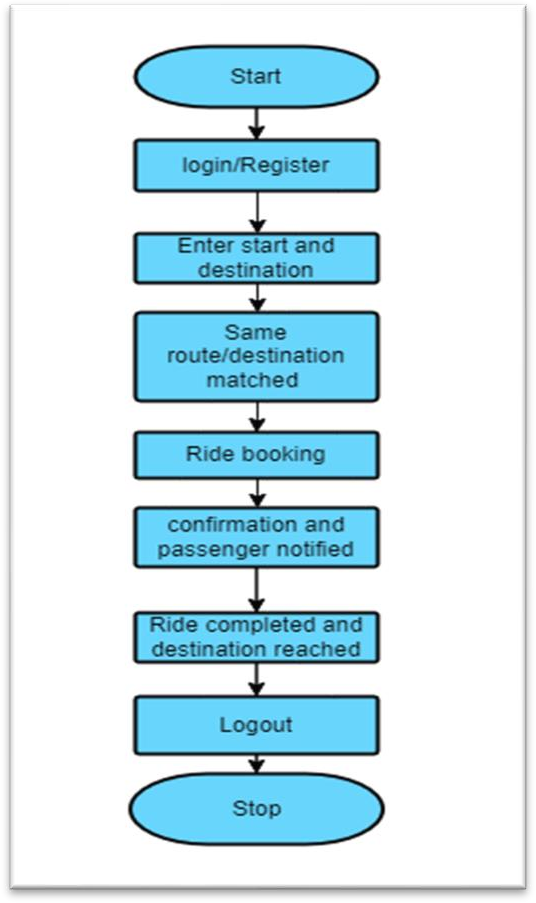 Start
login/Register
Enter start and
destination
Same
route/destination
matched
Ride booking
confirmation and
passenger notified
Ride completed and
destination reached
Logout
Stop